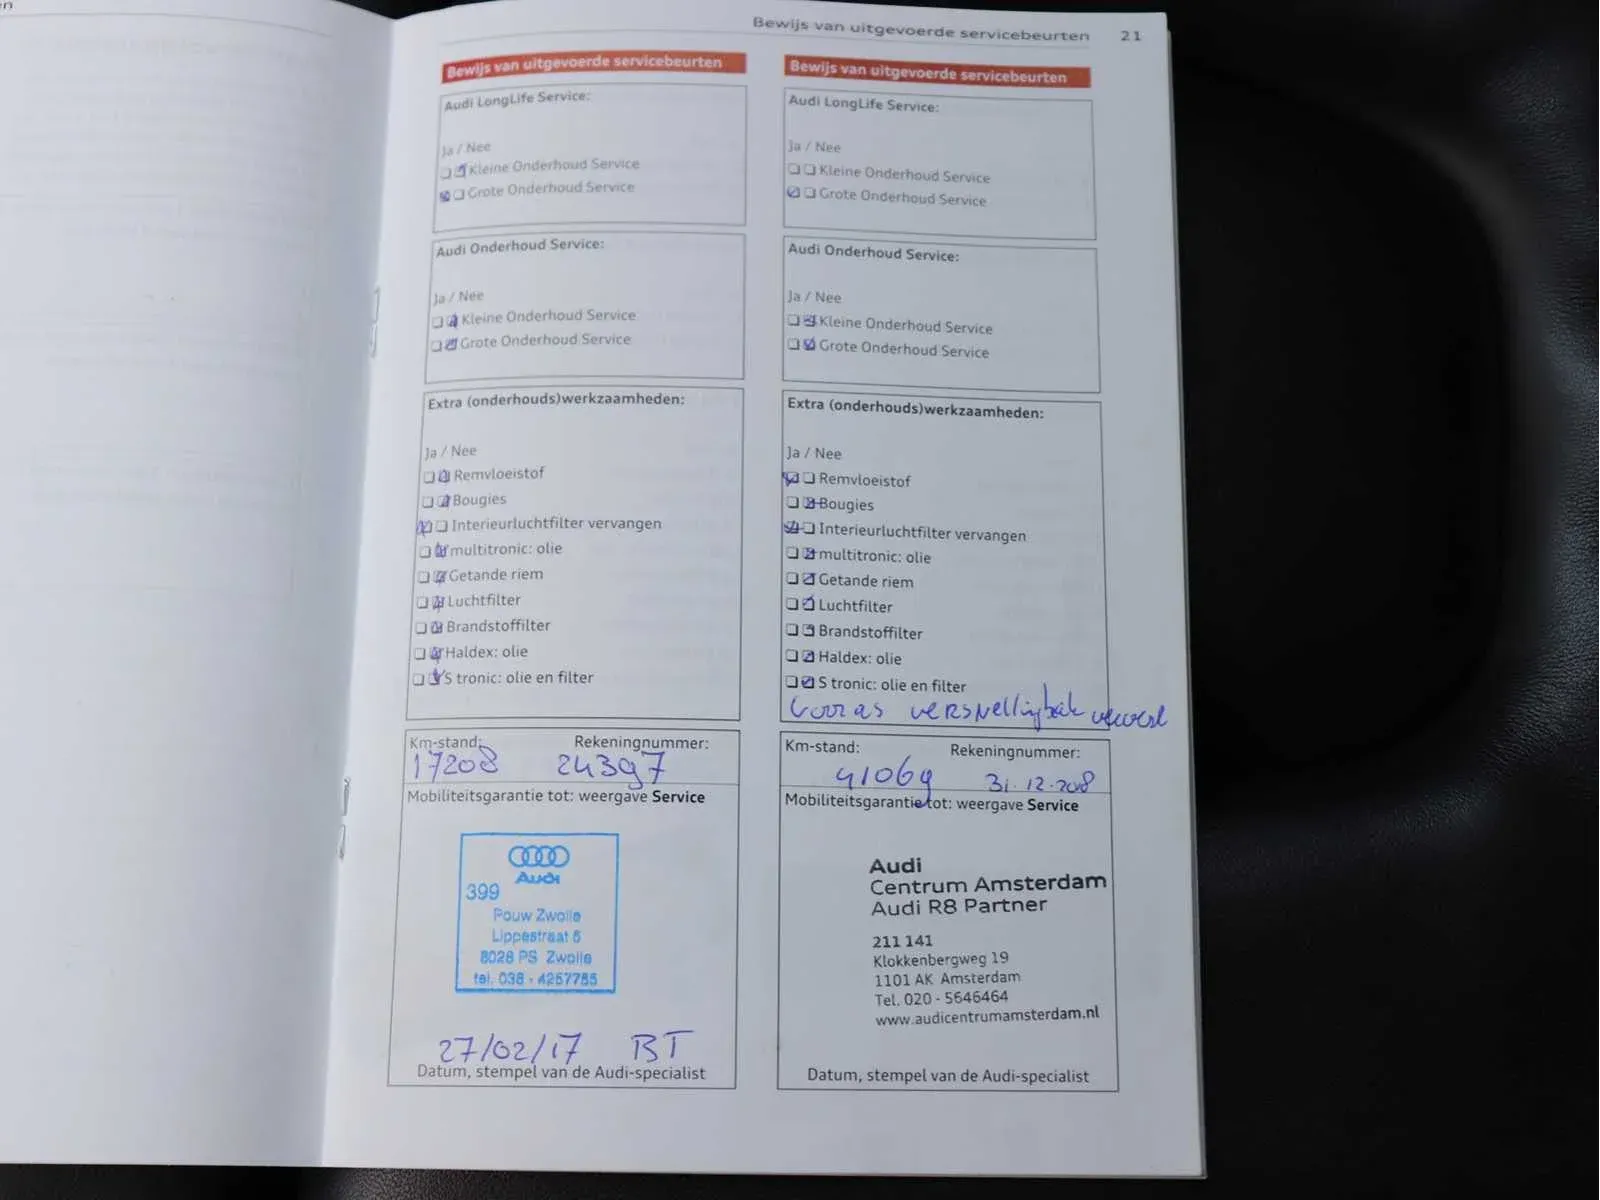 Bewijs van uitgevoerde servicebeurten 21
Bewijs van uitgevoerde servicebeurten
Audi LongLife Service:
Ja / Nee
Kleine Onderhoud Service
Grote Onderhoud Service
Audi Onderhoud Service:
Ja / Nee
Kleine Onderhoud Service
Grote Onderhoud Service
Extra (onderhouds)werkzaamheden:
Ja / Nee
Remvloeistof
Bougies
Interieurluchtfilter vervangen
multitronic: olie
Getande riem
Luchtfilter
Brandstoffilter
Haldex: olie
S tronic: olie en filter
Km-stand: Rekeningnummer:
17208 24397
Mobiliteitsgarantie tot: weergave Service
Audi
399
Pouw Zwolle
Lippestraat 5
8028 PS Zwolle
tel. 038 - 4257785
27/02/17 BT
Datum, stempel van de Audi-specialist
Bewijs van uitgevoerde servicebeurten
Audi LongLife Service:
Ja / Nee
Kleine Onderhoud Service
Grote Onderhoud Service
Audi Onderhoud Service:
Ja / Nee
Kleine Onderhoud Service
Grote Onderhoud Service
Extra (onderhouds)werkzaamheden:
Ja / Nee
Remvloeistof
Bougies
Interieurluchtfilter vervangen
multitronic: olie
Getande riem
Luchtfilter
Brandstoffilter
Haldex: olie
S tronic: olie en filter
Km-stand: Rekeningnummer:
41069 31-12-208
Mobiliteitsgarantie tot: weergave Service
Audi
Centrum Amsterdam
Audi R8 Partner
211 141
Klokkenbergweg 19
1101 AK Amsterdam
Tel. 020 - 5646464
www.audicentrumamsterdam.nl
Datum, stempel van de Audi-specialist